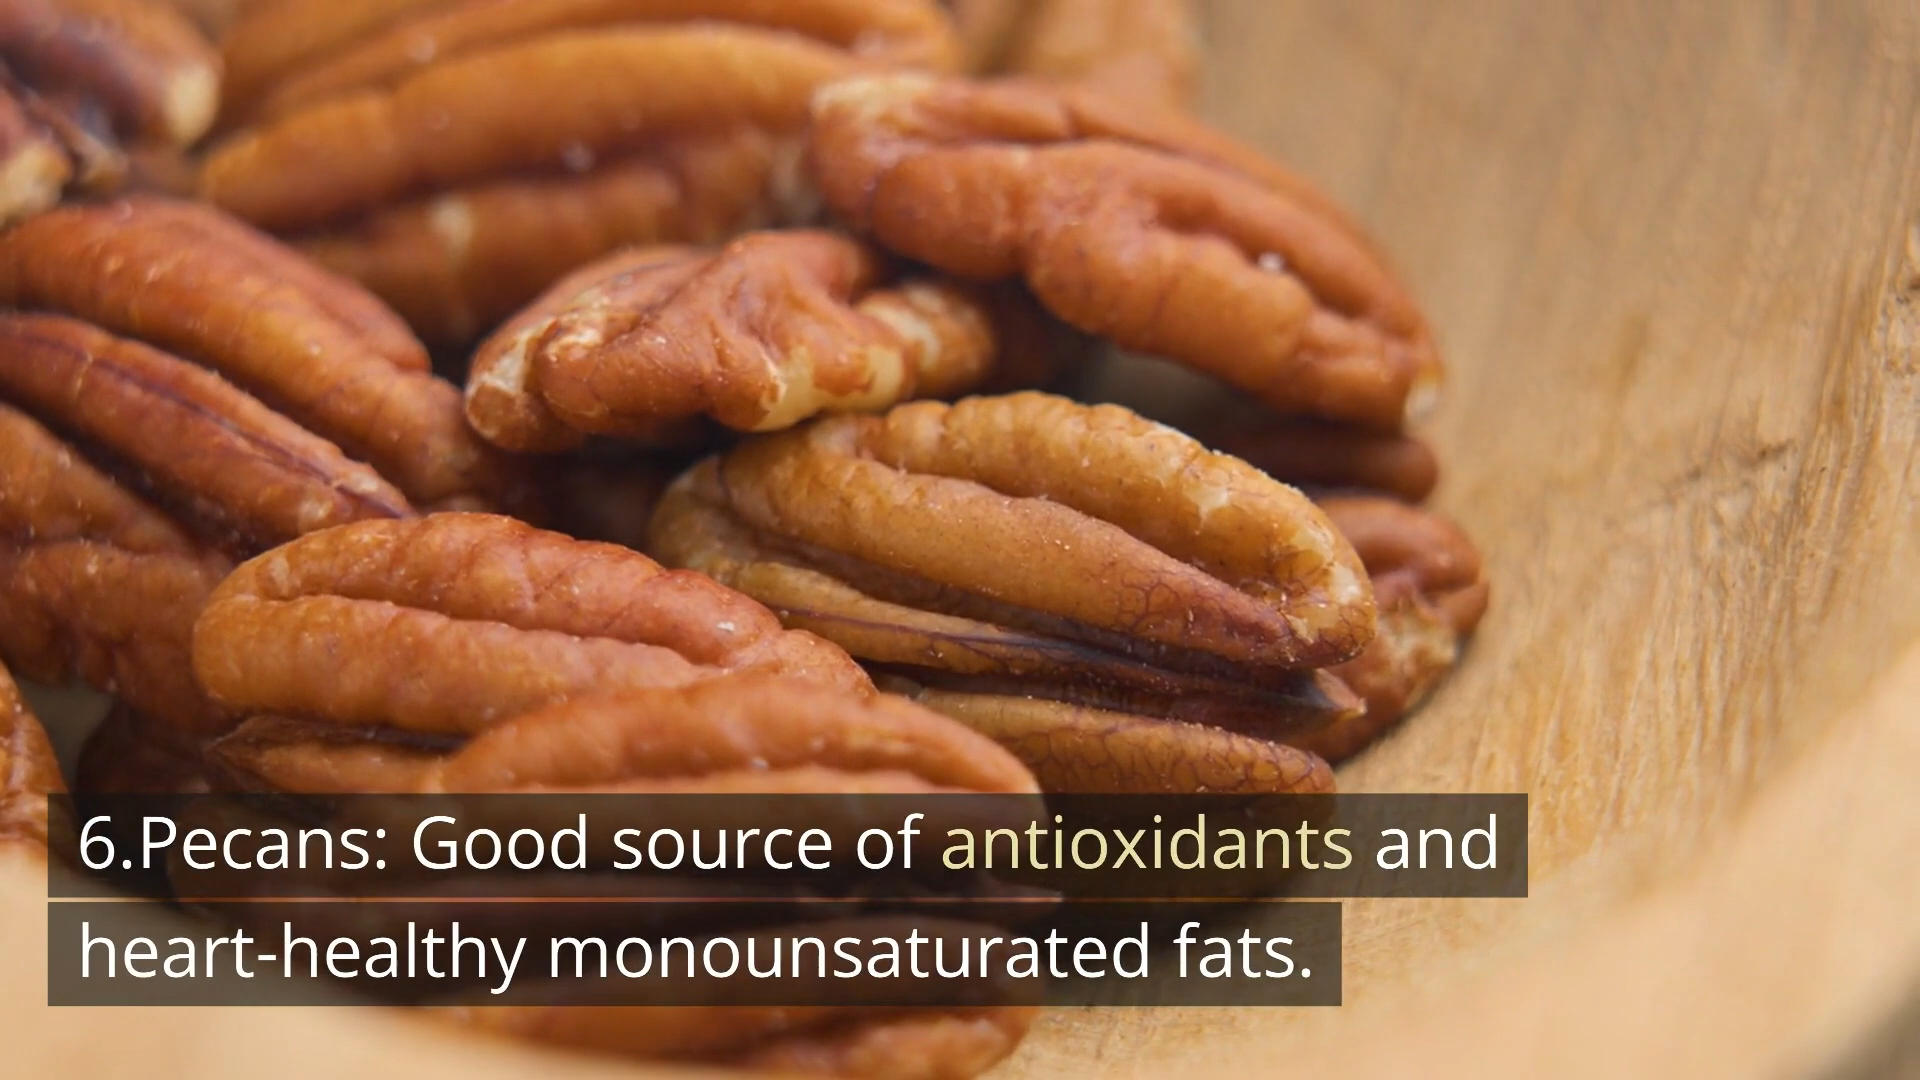 6.Pecans: Good source of antioxidants and
heart-healthy monounsaturated fats.